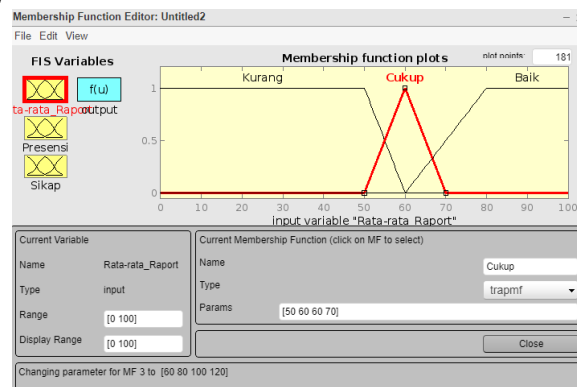 Membership Function Editor: Untitled2
File Edit View
FIS Variables
f(u)
ta-rata_Rap
output
Presensi
Sikap
Membership function plots
plot points:
181
Kurang
Cukup
Baik
1
0.5
0
0 10 20 30 40 50 60 70 80 90 100
input variable "Rata-rata_Raport"
Current Variable
Name
Rata-rata_Raport
Type
input
Range
[0 100]
Display Range
[0 100]
Current Membership Function (click on MF to select)
Name
Cukup
Type
trapmf
Params
[50 60 60 70]
Close
Changing parameter for MF 3 to [60 80 100 120]